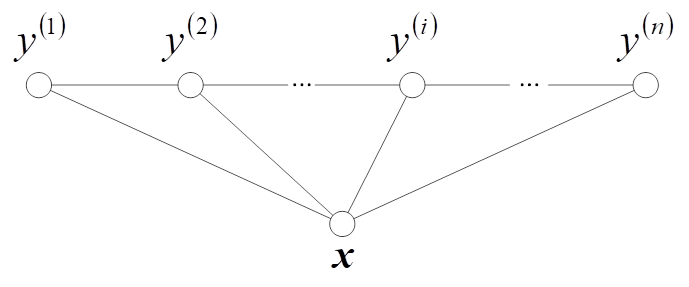 y(1) y(2) y(i) y(n)
... ...
x